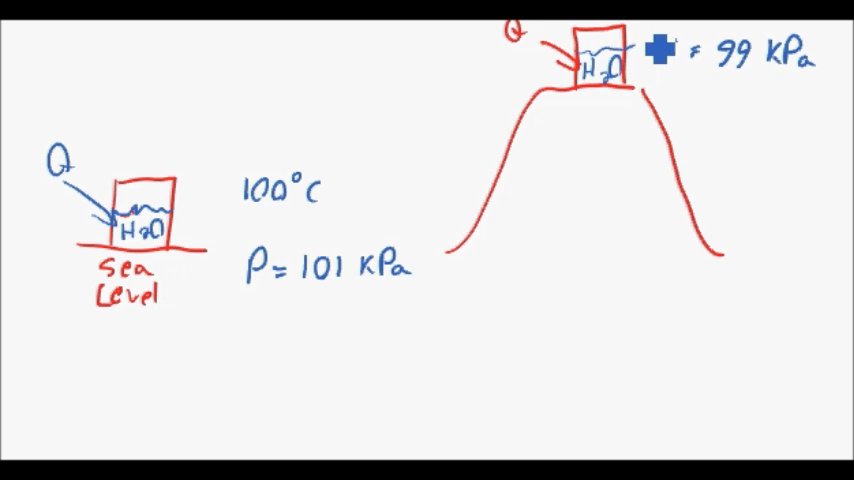 Q
H2O
= 99 KPa
Q
100°C
H2O
P = 101 KPa
Sea
Level